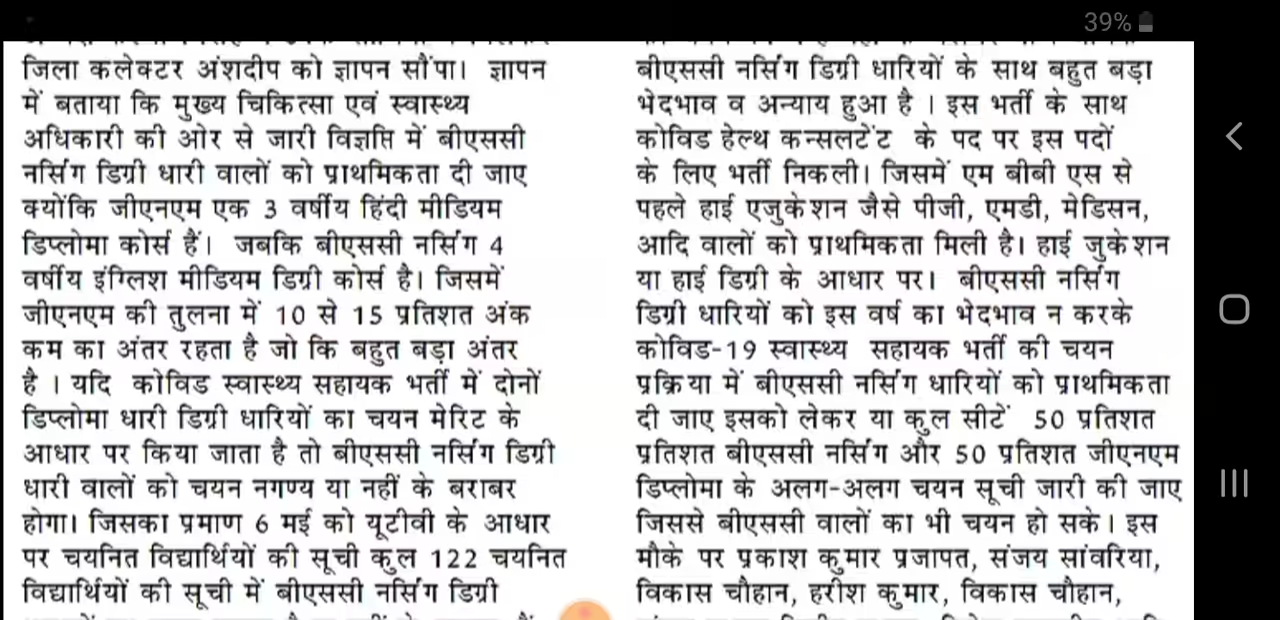 39%
जिला कलेक्टर अंशदीप को ज्ञापन सौंपा। ज्ञापन
में बताया कि मुख्य चिकित्सा एवं स्वास्थ्य
अधिकारी की ओर से जारी विज्ञप्ति में बीएससी
नर्सिंग डिग्री धारी वालों को प्राथमिकता दी जाए
क्योंकि जीएनएम एक 3 वर्षीय हिंदी मीडियम
डिप्लोमा कोर्स हैं। जबकि बीएससी नर्सिंग 4
वर्षीय इंग्लिश मीडियम डिग्री कोर्स है। जिसमें
जीएनएम की तुलना में 10 से 15 प्रतिशत अंक
कम का अंतर रहता है जो कि बहुत बड़ा अंतर
है । यदि कोविड स्वास्थ्य सहायक भर्ती में दोनों
डिप्लोमा धारी डिग्री धारियों का चयन मेरिट के
आधार पर किया जाता है तो बीएससी नर्सिंग डिग्री
धारी वालों को चयन नगण्य या नहीं के बराबर
होगा। जिसका प्रमाण 6 मई को यूटीवी के आधार
पर चयनित विद्यार्थियों की सूची कुल 122 चयनित
विद्यार्थियों की सूची में बीएससी नर्सिंग डिग्री
बीएससी नर्सिंग डिग्री धारियों के साथ बहुत बड़ा
भेदभाव व अन्याय हुआ है । इस भर्ती के साथ
कोविड हेल्थ कन्सलटेंट के पद पर इस पदों
के लिए भर्ती निकली। जिसमें एम बीबी एस से
पहले हाई एजुकेशन जैसे पीजी, एमडी, मेडिसन,
आदि वालों को प्राथमिकता मिली है। हाई जुकेशन
या हाई डिग्री के आधार पर। बीएससी नर्सिंग
डिग्री धारियों को इस वर्ष का भेदभाव न करके
कोविड-19 स्वास्थ्य सहायक भर्ती की चयन
प्रक्रिया में बीएससी नर्सिंग धारियों को प्राथमिकता
दी जाए इसको लेकर या कुल सीटें 50 प्रतिशत
प्रतिशत बीएससी नर्सिंग और 50 प्रतिशत जीएनएम
डिप्लोमा के अलग-अलग चयन सूची जारी की जाए
जिससे बीएससी वालों का भी चयन हो सके। इस
मौके पर प्रकाश कुमार प्रजापत, संजय सांवरिया,
विकास चौहान, हरीश कुमार, विकास चौहान,